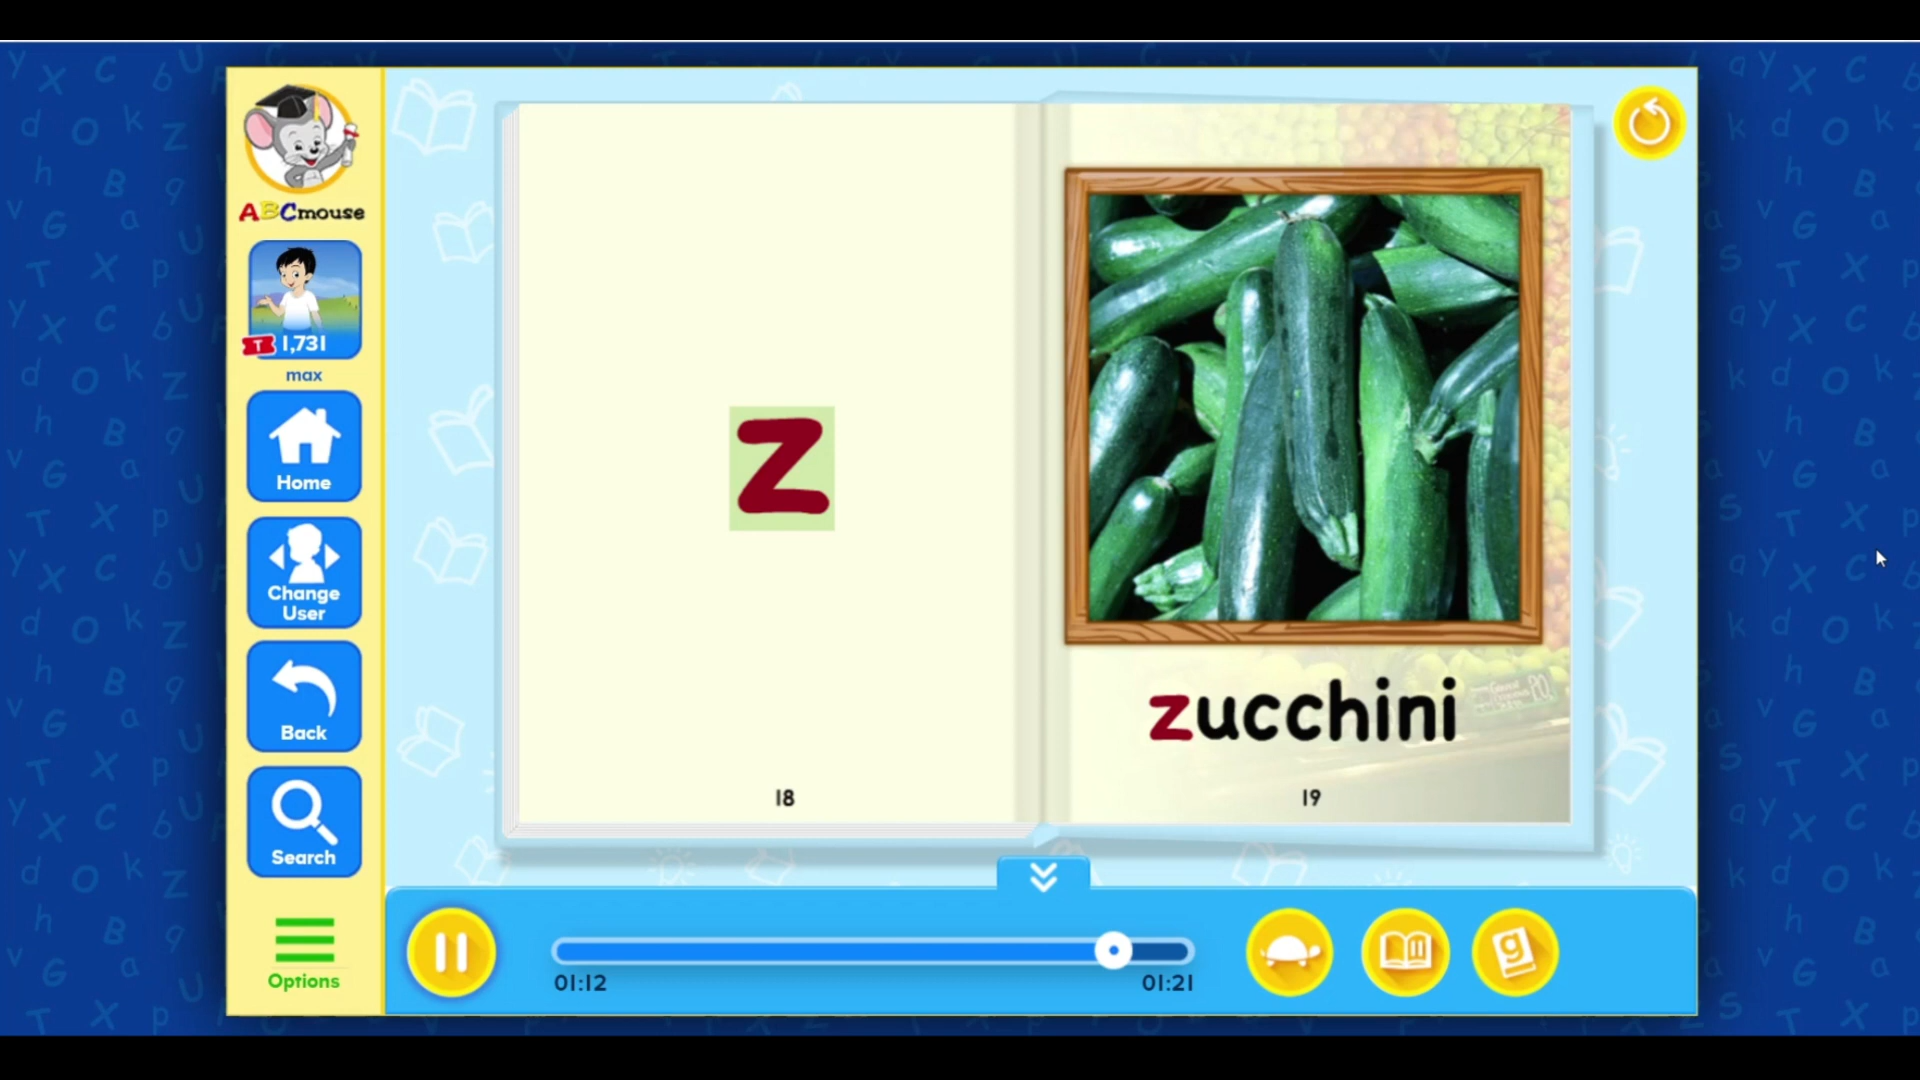 ABCmouse
T 1,731
max
Home
Change
User
Back
Search
Options
z
18
zucchini
19
01:12
01:21